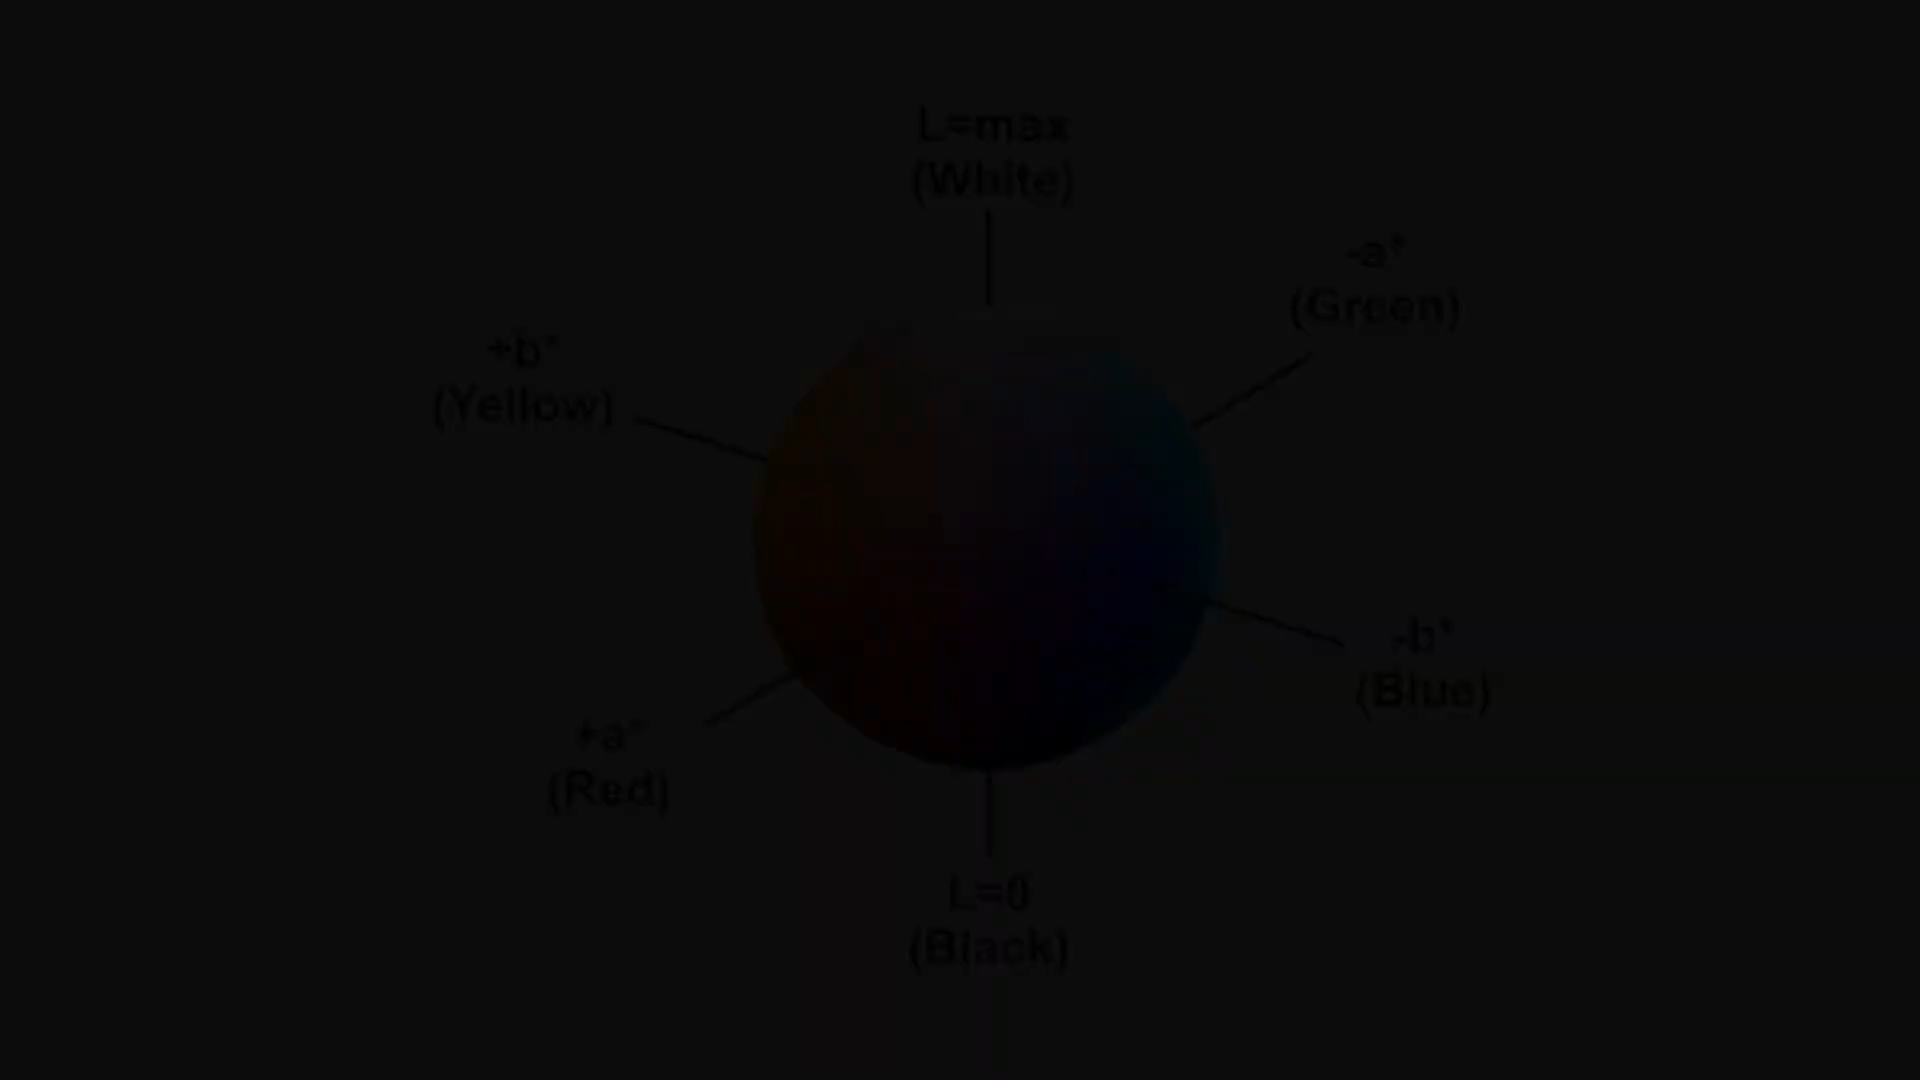 L=max
(White)
-a*
(Green)
+b*
(Yellow)
-b*
(Blue)
+a*
(Red)
L=0
(Black)